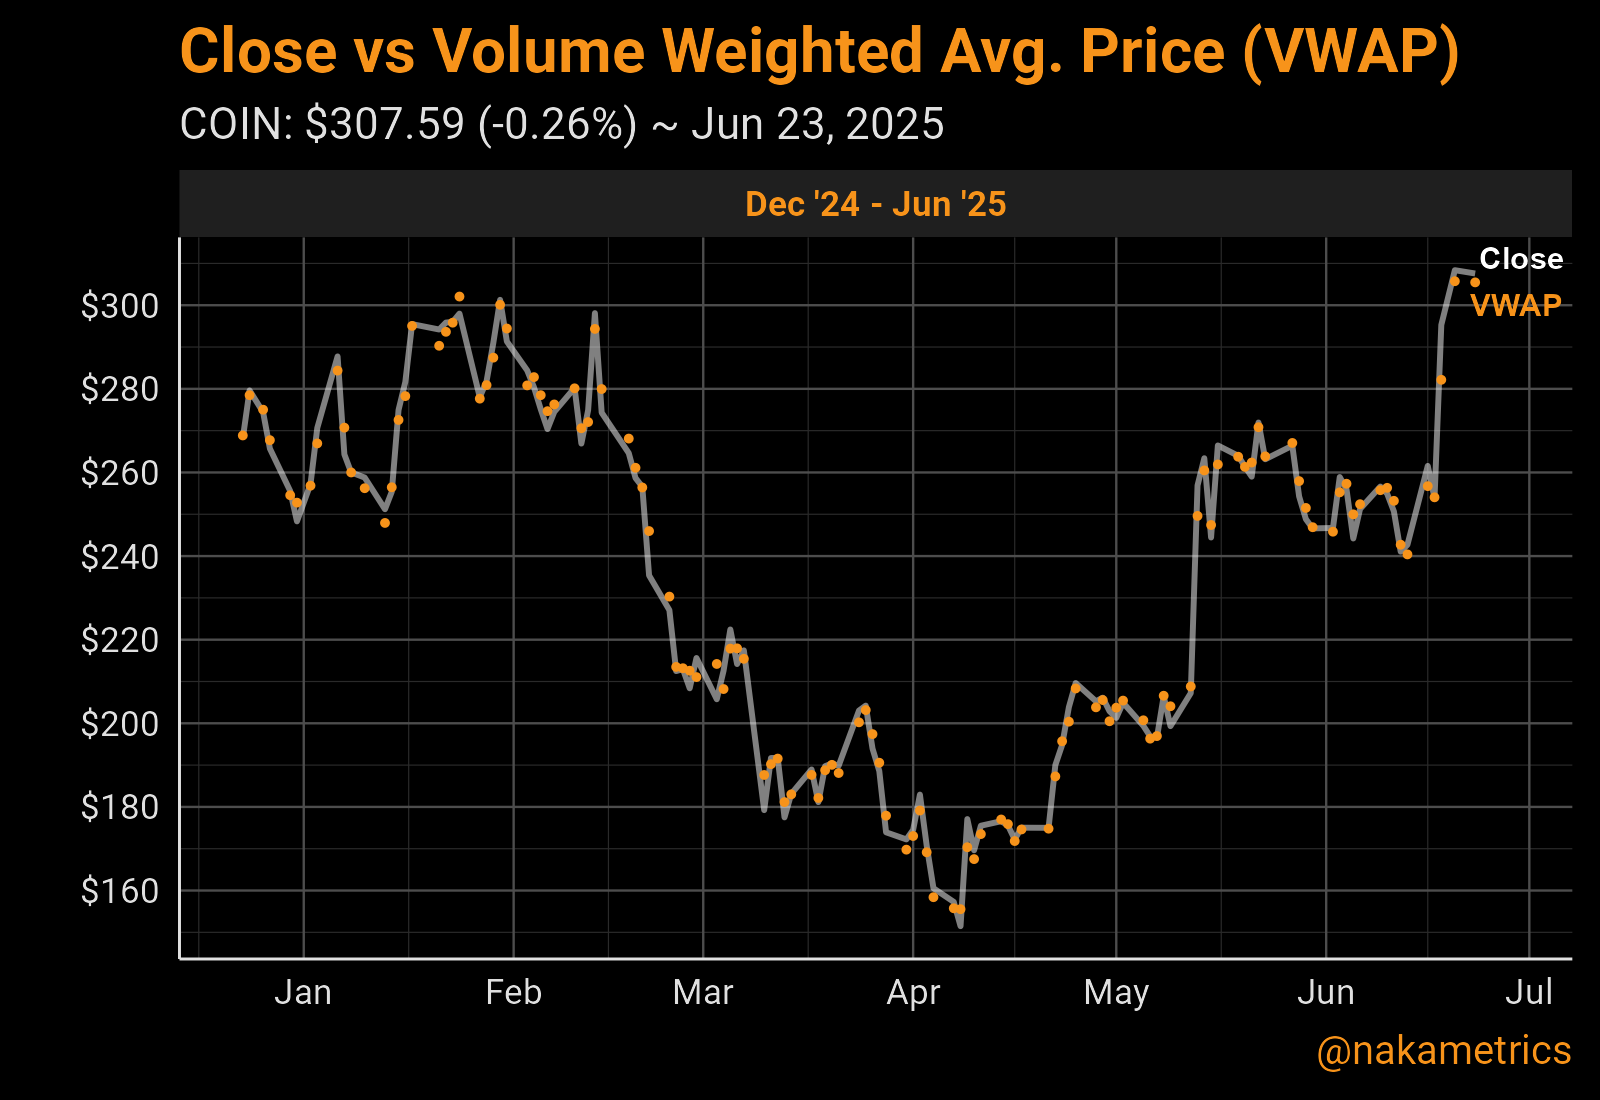 Close vs Volume Weighted Avg. Price (VWAP)
COIN: $307.59 (-0.26%) ~ Jun 23, 2025
Dec '24 - Jun '25
Close
VWAP
$300
$280
$260
$240
$220
$200
$180
$160
Jan Feb Mar Apr May Jun Jul
@nakametrics